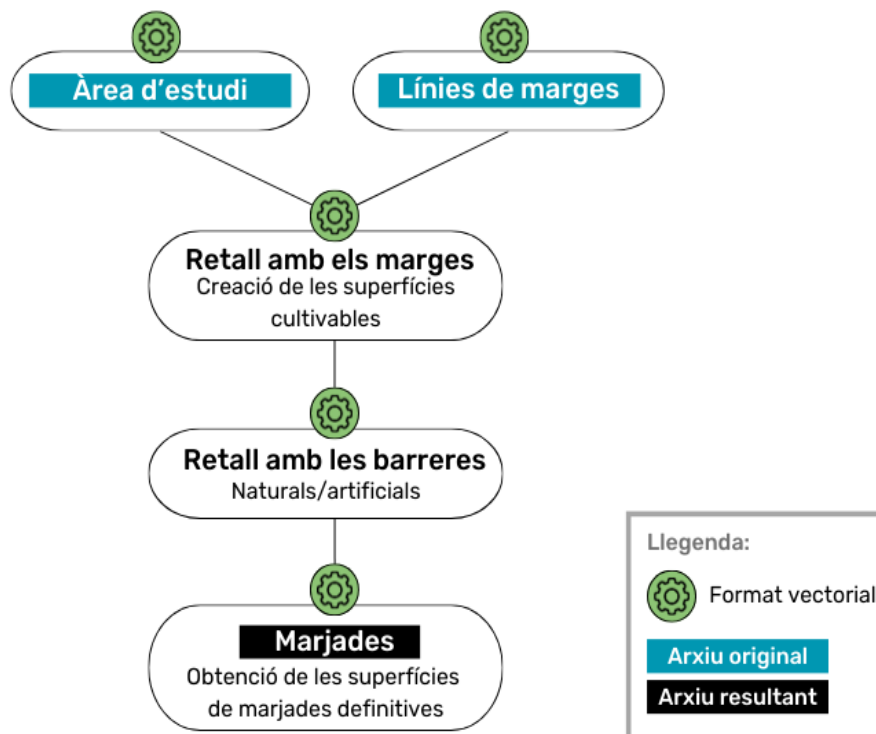 Àrea d'estudi
Línies de marges
Retall amb els marges
Creació de les superfícies
cultivables
Retall amb les barreres
Naturals/artificials
Marjades
Obtenció de les superfícies
de marjades definitives
Llegenda:
Format vectorial
Arxiu original
Arxiu resultant